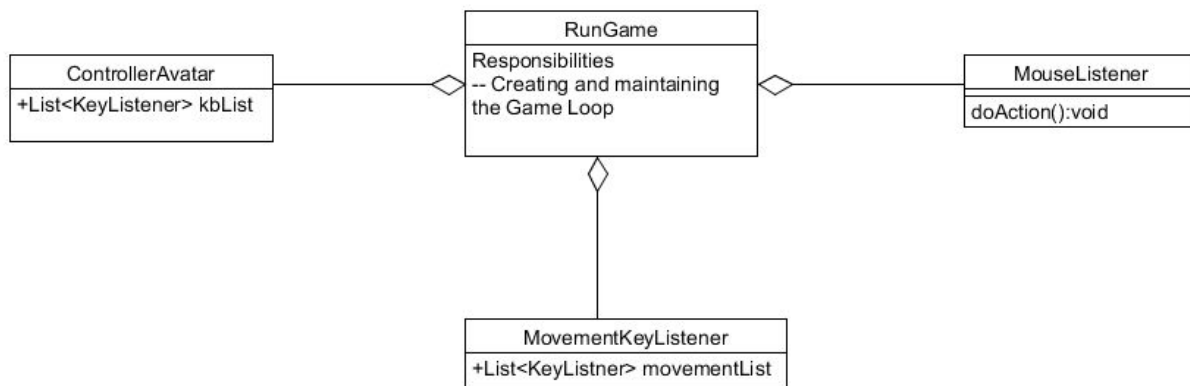 RunGame
Responsibilities
-- Creating and maintaining
the Game Loop
ControllerAvatar
+List<KeyListener> kbList
MouseListener
doAction():void
MovementKeyListener
+List<KeyListner> movementList